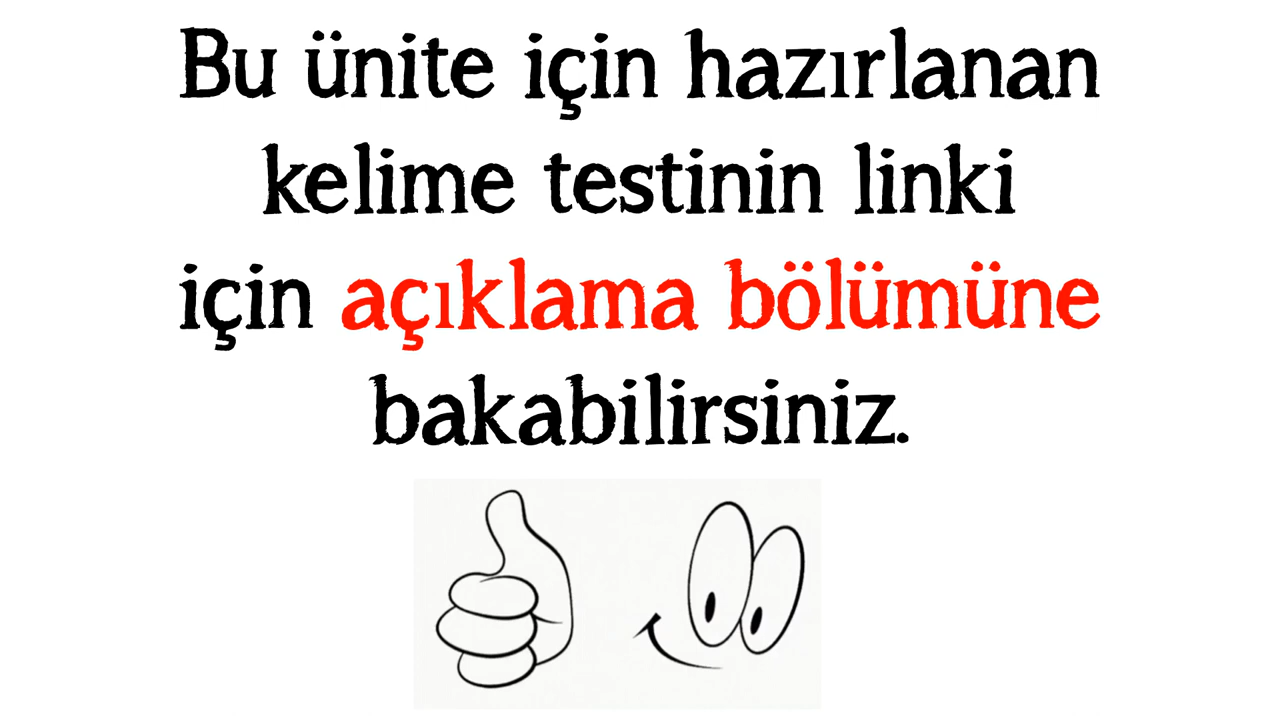 Bu ünite için hazırlanan
kelime testinin linki
için açıklama bölümüne
bakabilirsiniz.